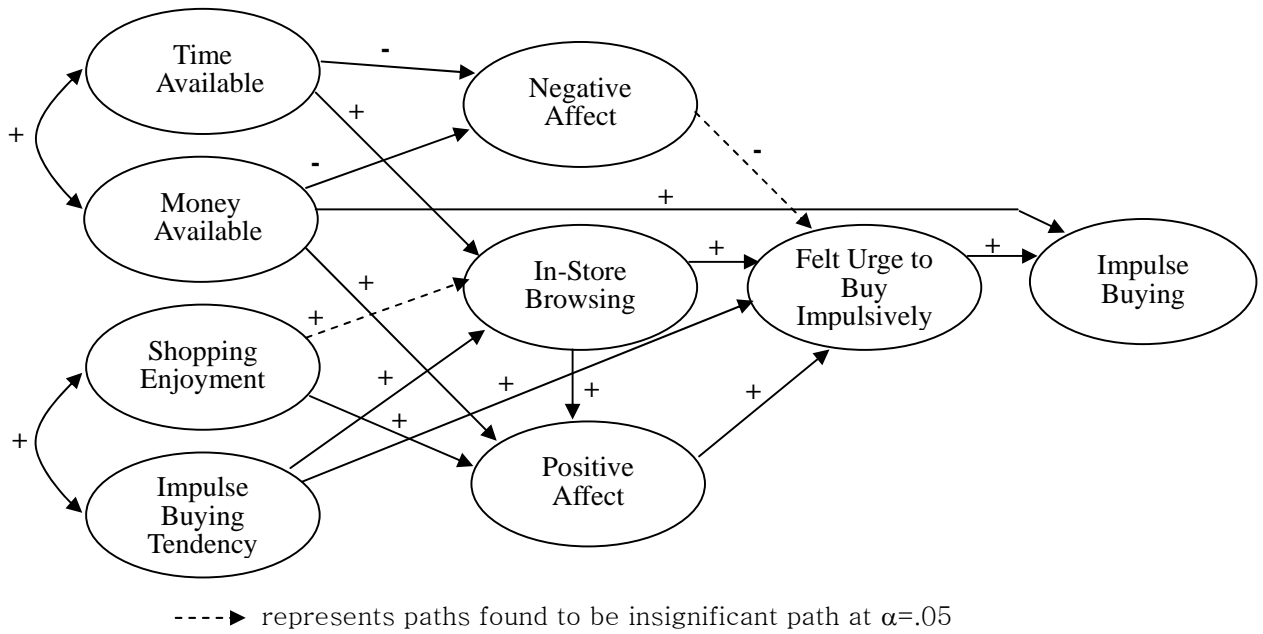 Time
Available
-
Negative
Affect
+
+
-
-
Money
Available
+
+
In-Store
Browsing
+
Felt Urge to
Buy
Impulsively
+
Impulse
Buying
+
+
Shopping
Enjoyment
+
+
+
+
+
+
Positive
Affect
Impulse
Buying
Tendency
represents paths found to be insignificant path at α=.05